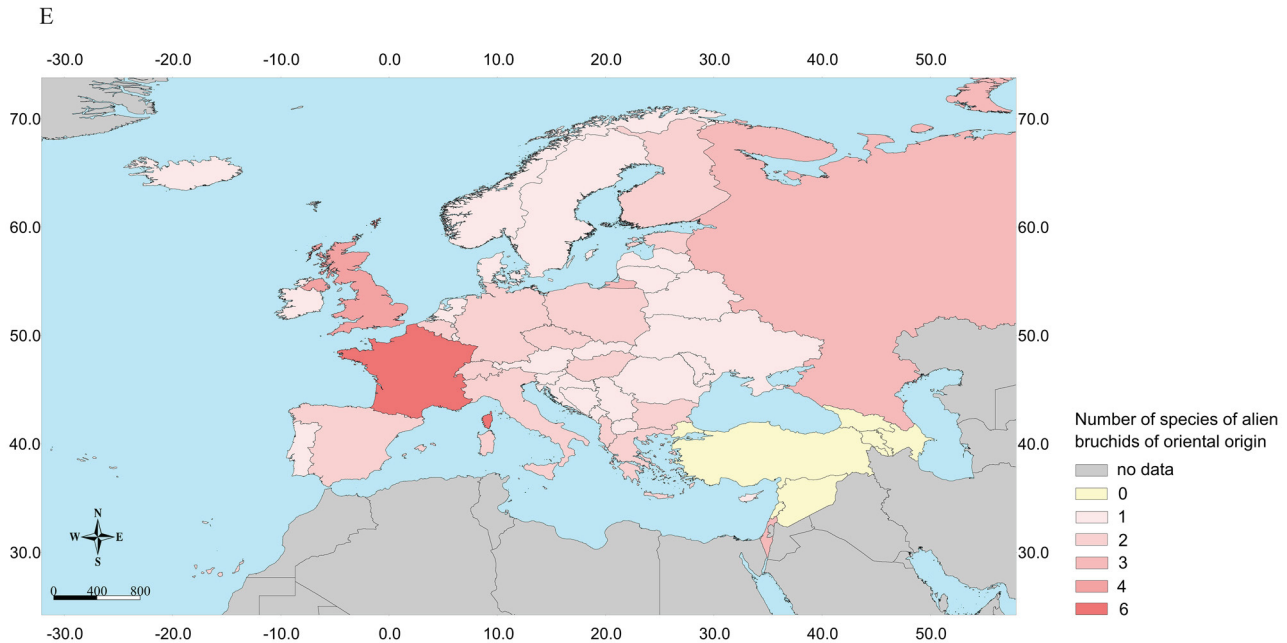 E
-30.0 -20.0 -10.0 0.0 10.0 20.0 30.0 40.0 50.0
70.0 70.0
60.0 60.0
50.0 50.0
40.0 40.0
30.0 30.0
Number of species of alien
bruchids of oriental origin
no data
0
1
2
3
4
6
N
W E
S
0 400 800
-30.0 -20.0 -10.0 0.0 10.0 20.0 30.0 40.0 50.0